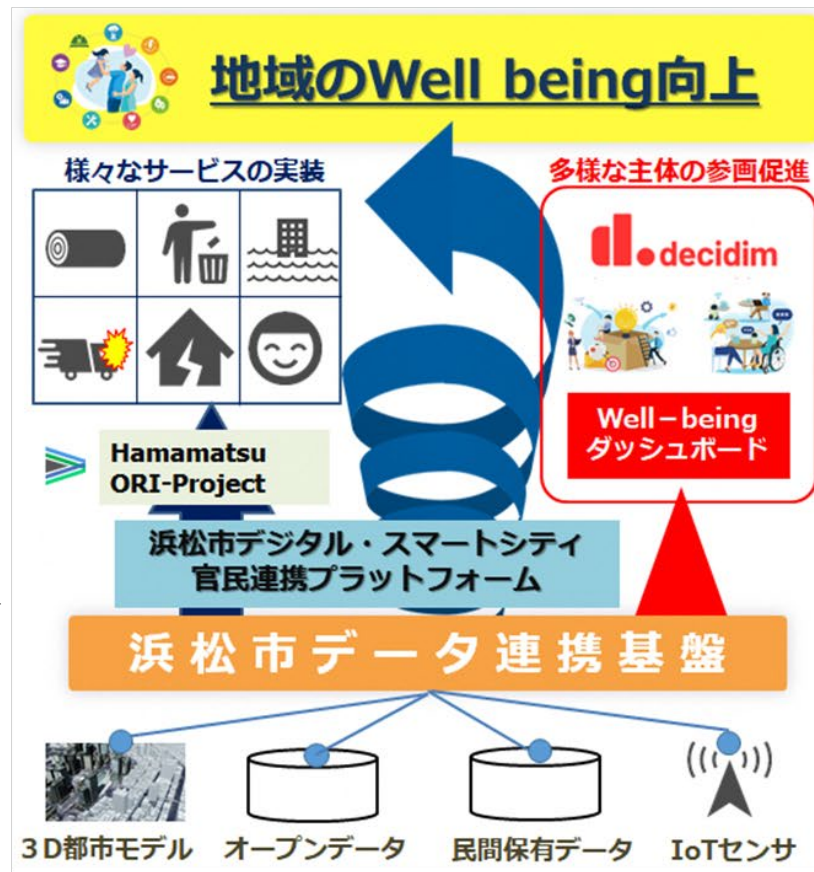 地域のWell being向上
様々なサービスの実装
多様な主体の参画促進
decidim
Well－being
ダッシュボード
Hamamatsu
ORI-Project
浜松市デジタル・スマートシティ
官民連携プラットフォーム
浜松市データ連携基盤
３D都市モデル
オープンデータ
民間保有データ
IoTセンサ